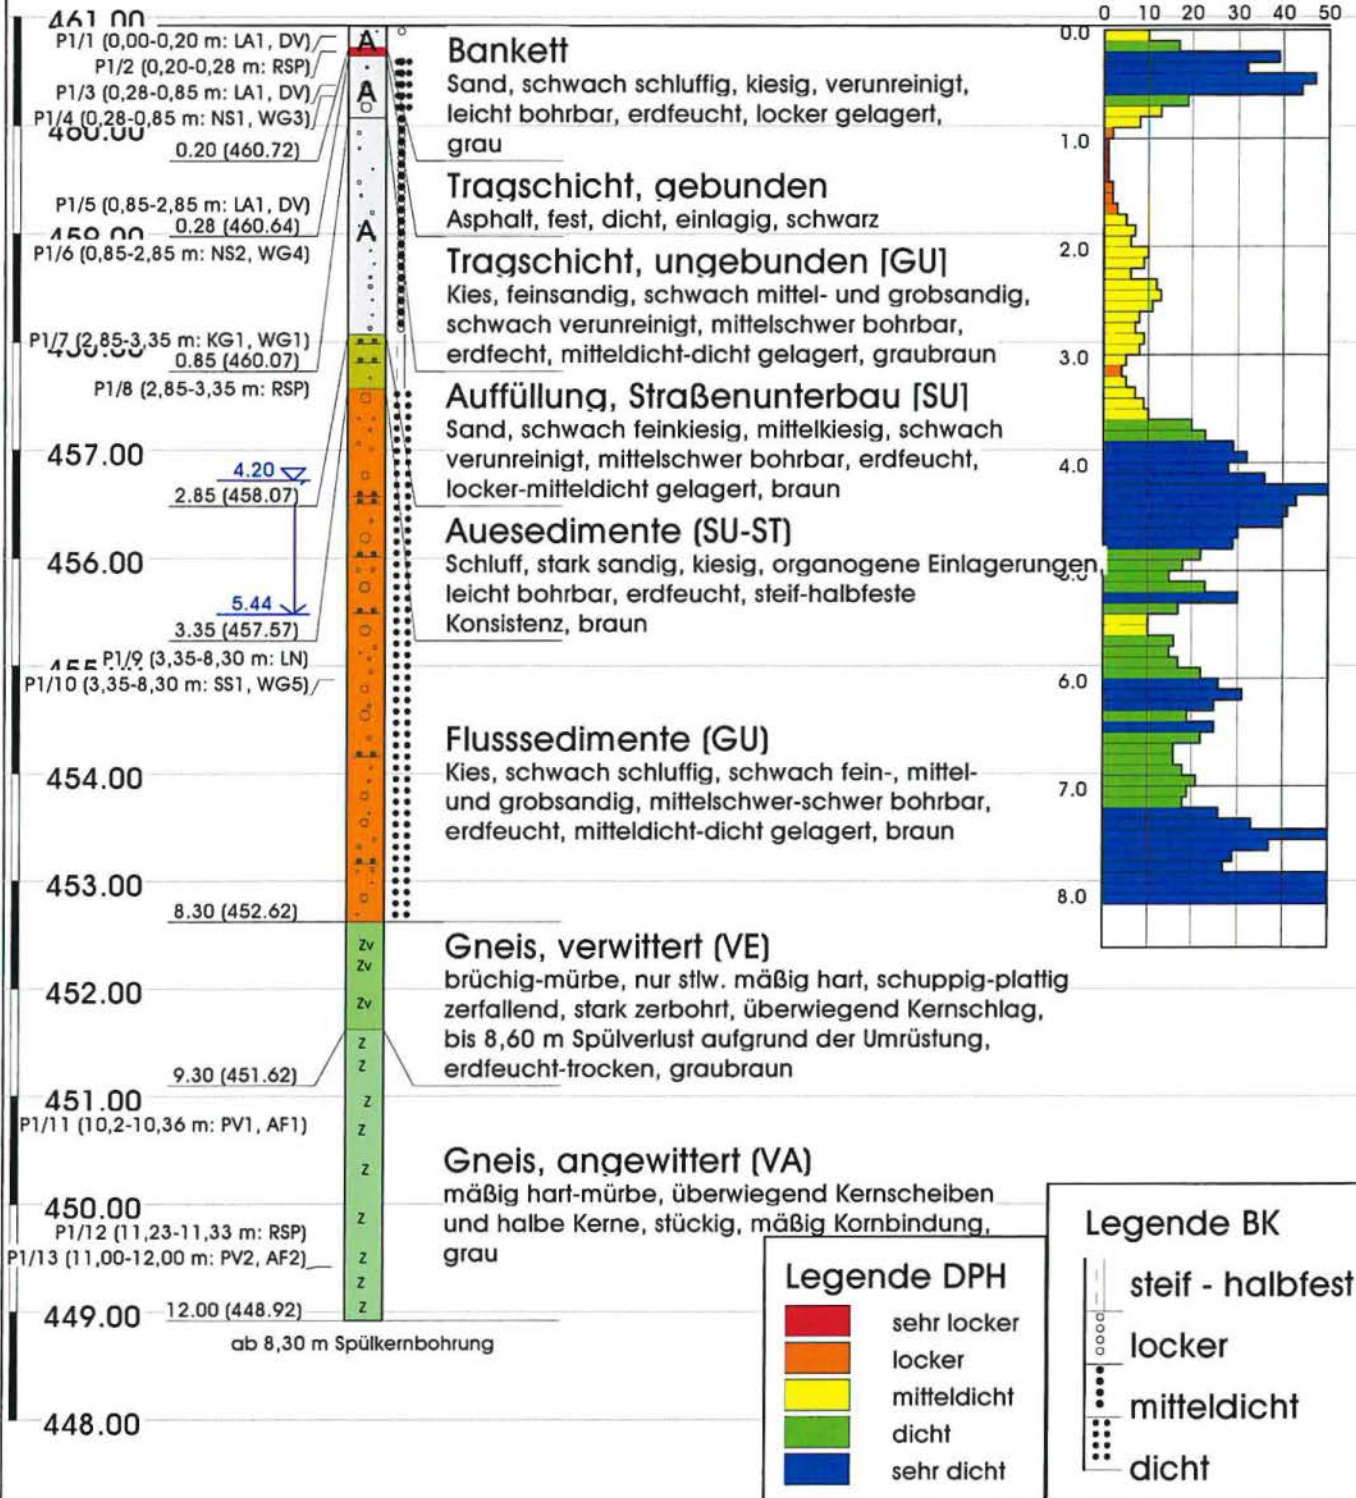 461.00
P1/1 (0,00-0,20 m: LA1, DV)
P1/2 (0,20-0,28 m: RSP)
P1/3 (0,28-0,85 m: LA1, DV)
P1/4 (0,28-0,85 m: NS1, WG3)
460.00
0.20 (460.72)
P1/5 (0,85-2,85 m: LA1, DV)
0.28 (460.64)
459.00
P1/6 (0,85-2,85 m: NS2, WG4)
P1/7 (2,85-3,35 m: KG1, WG1)
0.85 (460.07)
P1/8 (2,85-3,35 m: RSP)
457.00
4.20
2.85 (458.07)
456.00
5.44
3.35 (457.57)
P1/9 (3,35-8,30 m: LN)
P1/10 (3,35-8,30 m: SS1, WG5)
454.00
453.00
8.30 (452.62)
452.00
9.30 (451.62)
451.00
P1/11 (10,2-10,36 m: PV1, AF1)
450.00
P1/12 (11,23-11,33 m: RSP)
P1/13 (11,00-12,00 m: PV2, AF2)
449.00
12.00 (448.92)
ab 8,30 m Spülkernbohrung
448.00
A
A
A
Zv
Zv
Zv
Z
Z
Z
Z
Z
Z
Z
Z
Z
Bankett
Sand, schwach schluffig, kiesig, verunreinigt,
leicht bohrbar, erdfeucht, locker gelagert,
grau
Tragschicht, gebunden
Asphalt, fest, dicht, einlagig, schwarz
Tragschicht, ungebunden [GU]
Kies, feinsandig, schwach mittel- und grobsandig,
schwach verunreinigt, mittelschwer bohrbar,
erdfecht, mitteldicht-dicht gelagert, graubraun
Auffüllung, Straßenunterbau [SU]
Sand, schwach feinkiesig, mittelkiesig, schwach
verunreinigt, mittelschwer bohrbar, erdfeucht,
locker-mitteldicht gelagert, braun
Auesedimente (SU-ST)
Schluff, stark sandig, kiesig, organogene Einlagerungen,
leicht bohrbar, erdfeucht, steif-halbfeste
Konsistenz, braun
Flusssedimente (GU)
Kies, schwach schluffig, schwach fein-, mittel-
und grobsandig, mittelschwer-schwer bohrbar,
erdfeucht, mitteldicht-dicht gelagert, braun
Gneis, verwittert (VE)
brüchig-mürbe, nur stlw. mäßig hart, schuppig-plattig
zerfallend, stark zerbohrt, überwiegend Kernschlag,
bis 8,60 m Spülverlust aufgrund der Umrüstung,
erdfeucht-trocken, graubraun
Gneis, angewittert (VA)
mäßig hart-mürbe, überwiegend Kernscheiben
und halbe Kerne, stückig, mäßig Kornbindung,
grau
0 10 20 30 40 50
0.0
1.0
2.0
3.0
4.0
6.0
7.0
8.0
Legende DPH
sehr locker
locker
mitteldicht
dicht
sehr dicht
Legende BK
steif - halbfest
locker
mitteldicht
dicht